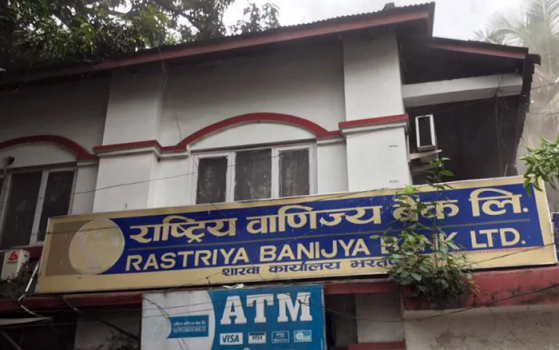 राष्ट्रिय वाणिज्य बैंक लि.
RASTRIYA BANIJYA BANK LTD.
शाखा कार्यालय
ATM
VISA